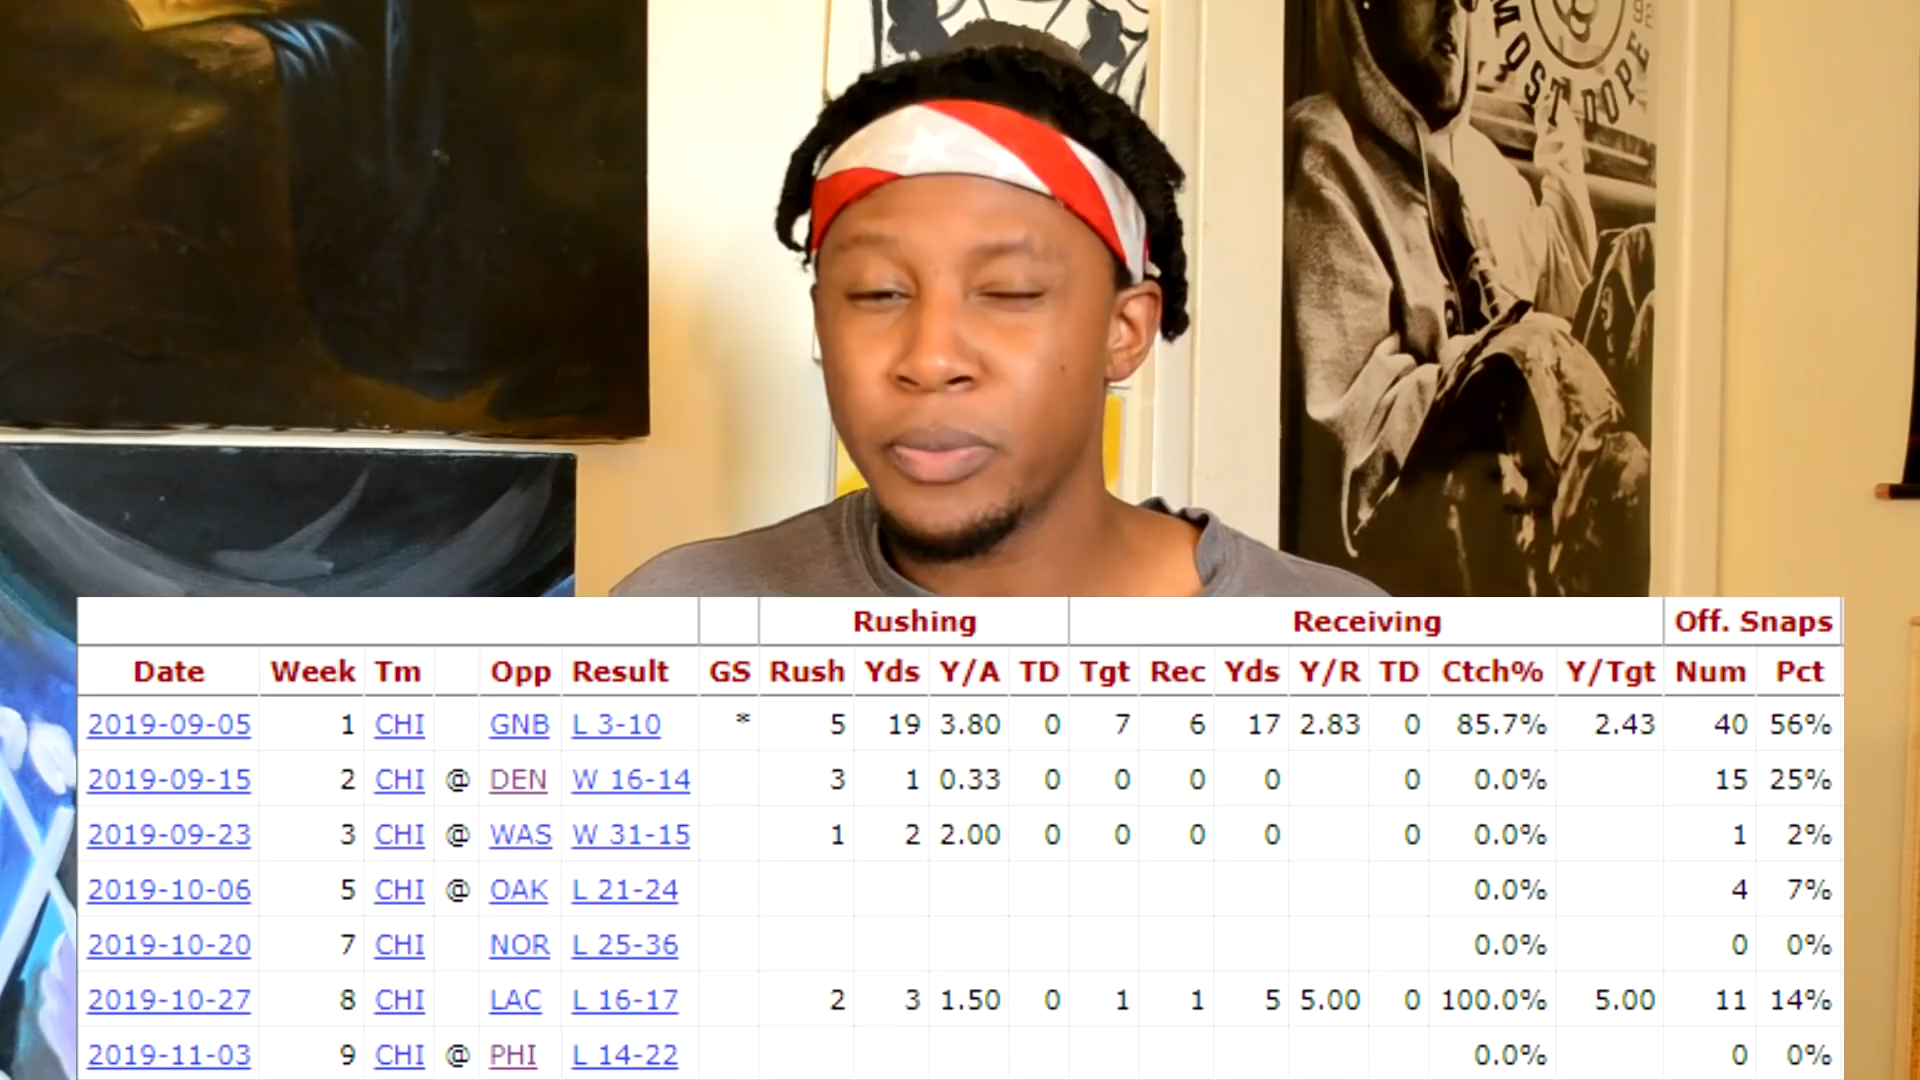 MOST DOPE
Rushing Receiving Off. Snaps
Date Week Tm Opp Result GS Rush Yds Y/A TD Tgt Rec Yds Y/R TD Ctch% Y/Tgt Num Pct
2019-09-05 1 CHI GNB L 3-10 * 5 19 3.80 0 7 6 17 2.83 0 85.7% 2.43 40 56%
2019-09-15 2 CHI @ DEN W 16-14 3 1 0.33 0 0 0 0 0 0.0% 15 25%
2019-09-23 3 CHI @ WAS W 31-15 1 2 2.00 0 0 0 0 0 0.0% 1 2%
2019-10-06 5 CHI @ OAK L 21-24 0.0% 4 7%
2019-10-20 7 CHI NOR L 25-36 0.0% 0 0%
2019-10-27 8 CHI LAC L 16-17 2 3 1.50 0 1 1 5 5.00 0 100.0% 5.00 11 14%
2019-11-03 9 CHI @ PHI L 14-22 0.0% 0 0%